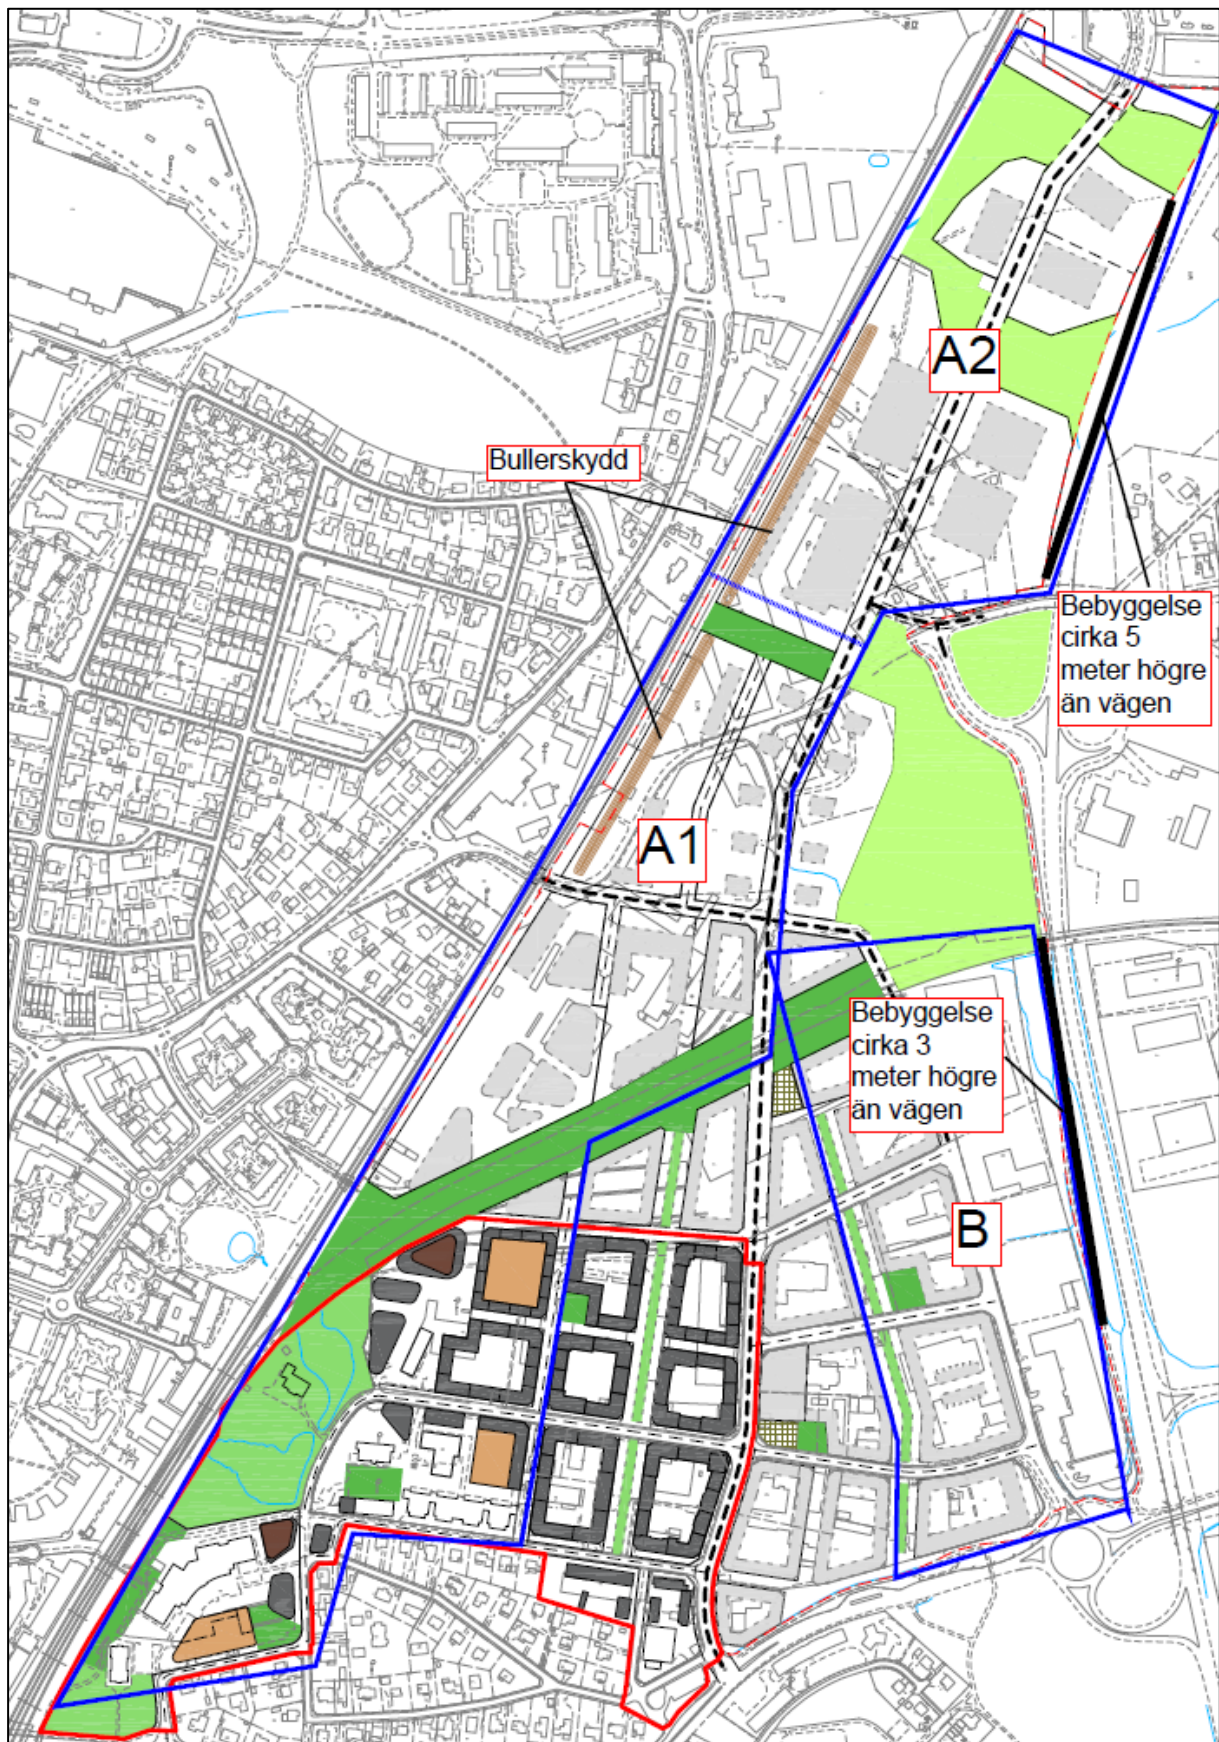 A2
Bullerskydd
Bebyggelse
cirka 5
meter högre
än vägen
A1
Bebyggelse
cirka 3
meter högre
än vägen
B